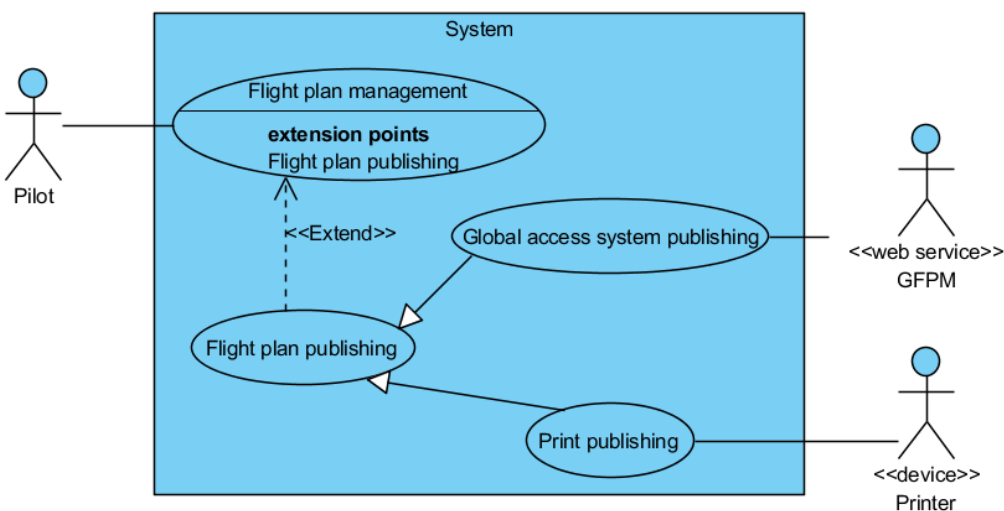 System
Flight plan management
extension points
Flight plan publishing
Pilot
<<Extend>>
Global access system publishing
<<web service>>
GFPM
Flight plan publishing
Print publishing
<<device>>
Printer